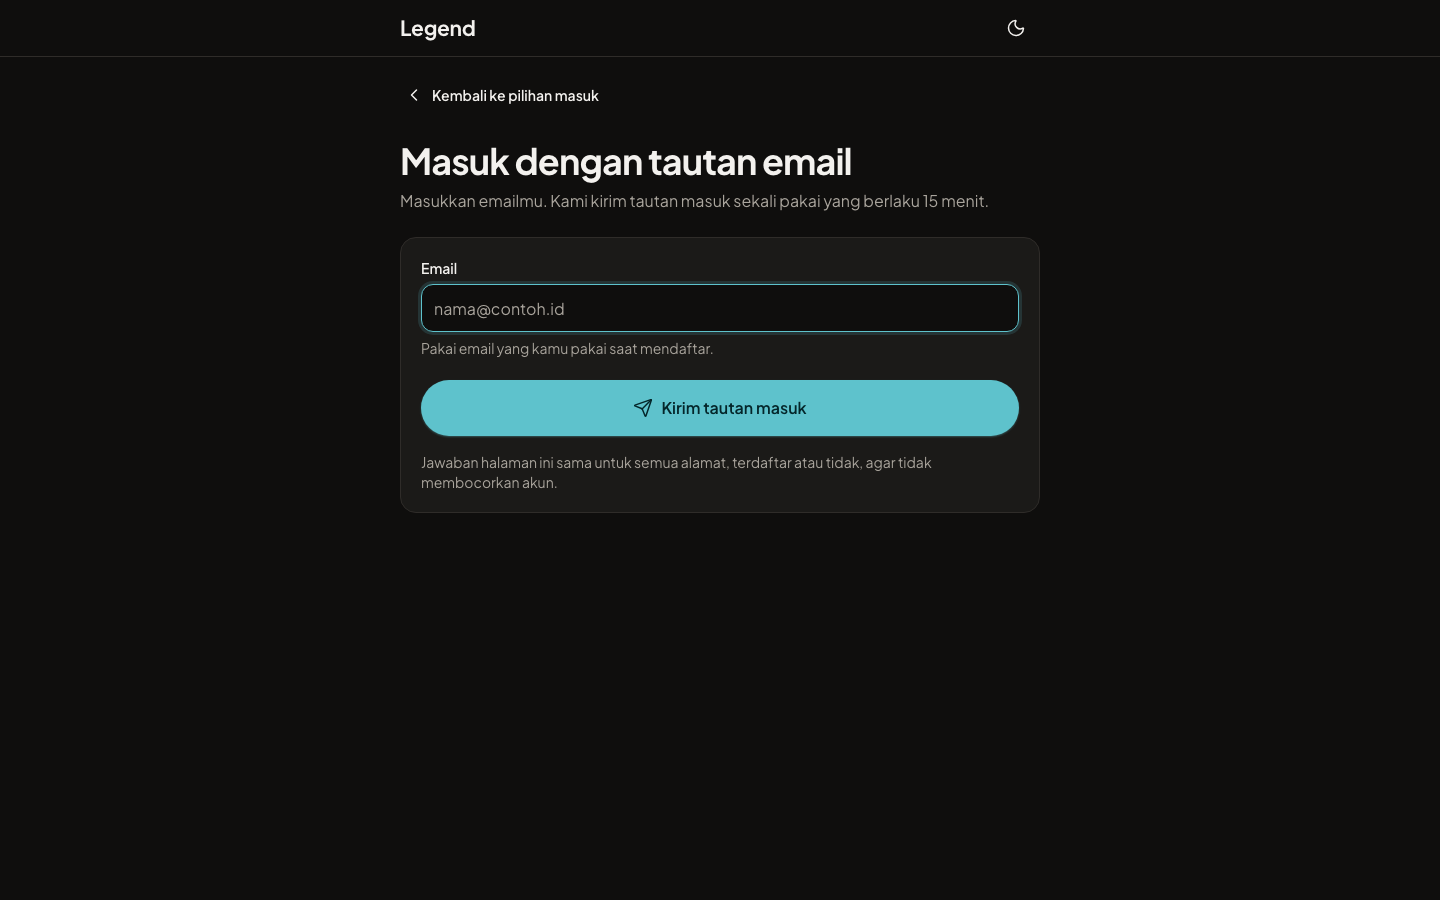 Legend
Kembali ke pilihan masuk
Masuk dengan tautan email
Masukkan emailmu. Kami kirim tautan masuk sekali pakai yang berlaku 15 menit.
Email
nama@contoh.id
Pakai email yang kamu pakai saat mendaftar.
Kirim tautan masuk
Jawaban halaman ini sama untuk semua alamat, terdaftar atau tidak, agar tidak
membocorkan akun.